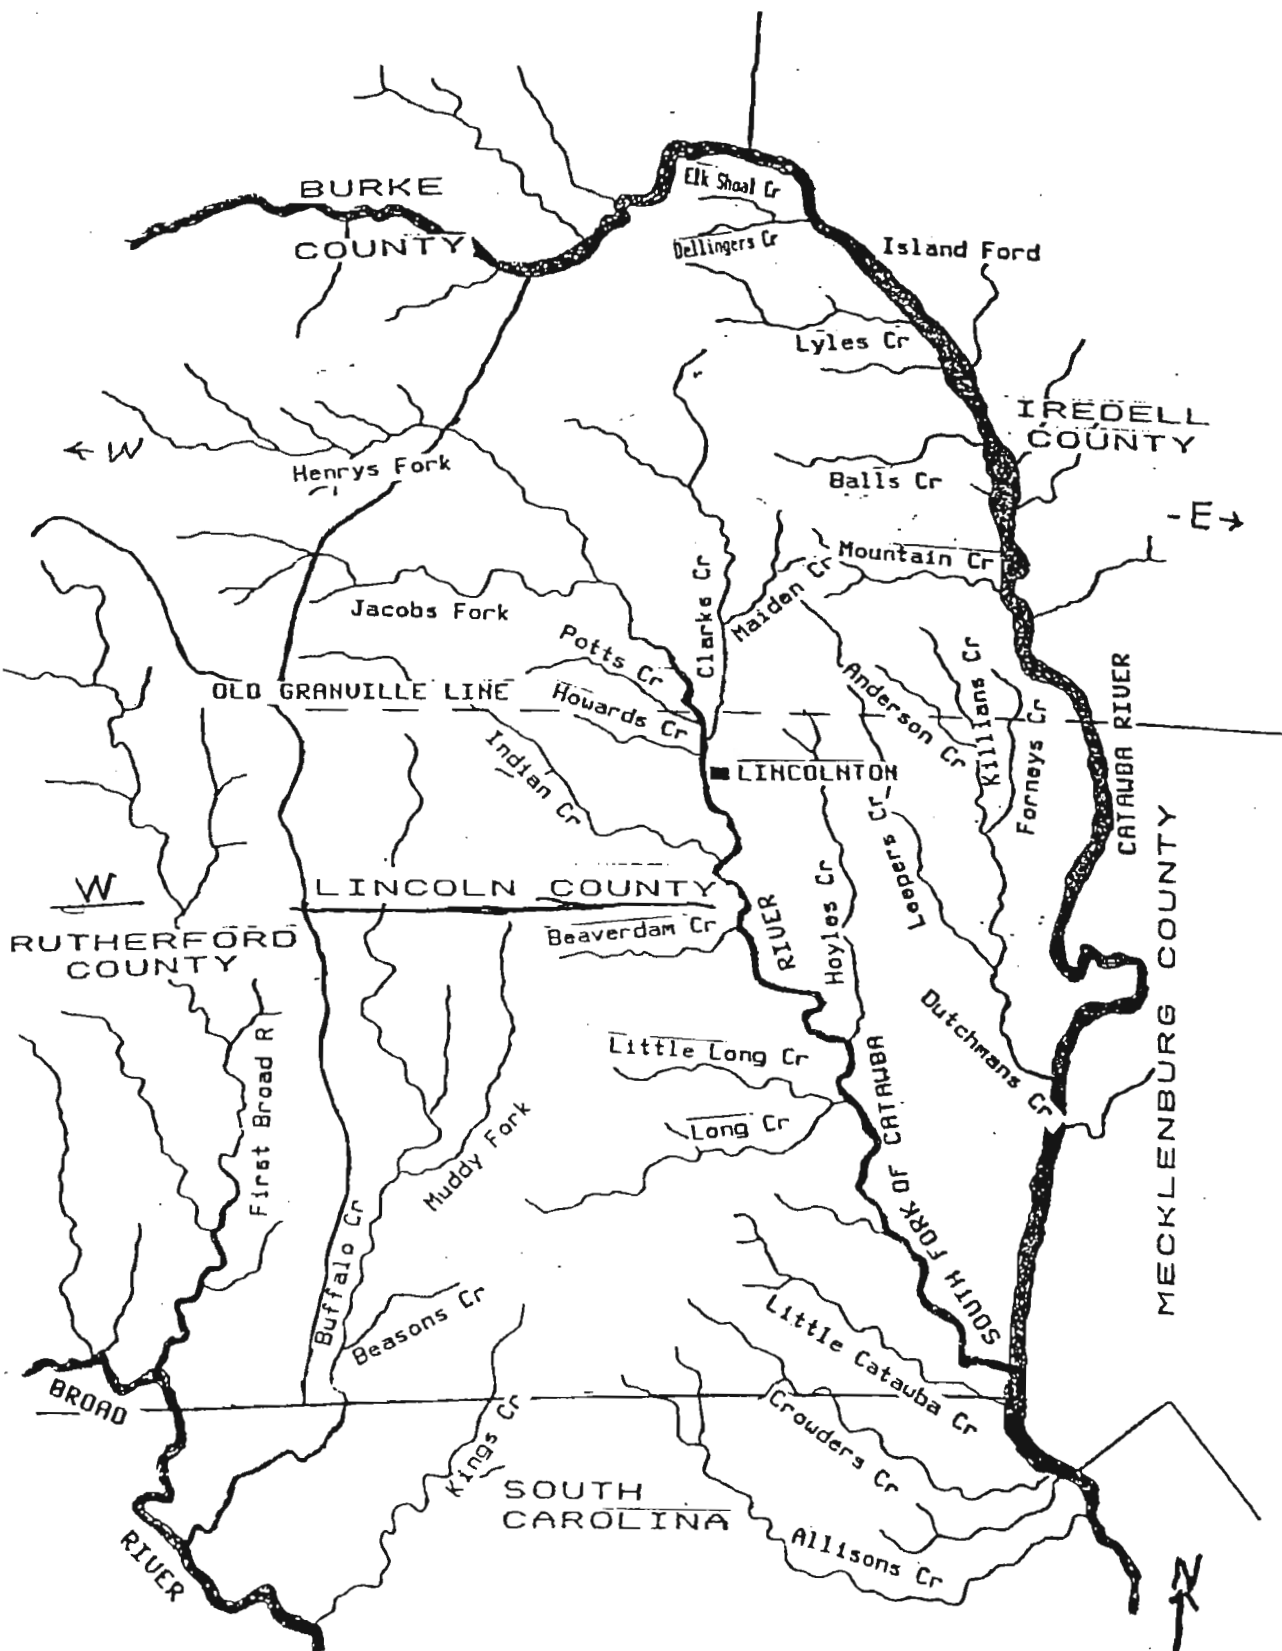 Elk Shoal Cr
BURKE
COUNTY
Dellingers Cr
Island Ford
Lyles Cr
IREDELL
COUNTY
← W
Henrys Fork
Balls Cr
- E →
Mountain Cr
Maiden Cr
Clarks Cr
Jacobs Fork
Potts Cr
Howards Cr
OLD GRANVILLE LINE
Anderson Cr
Killians Cr
Forneys Cr
CATAWBA RIVER
Indian Cr
LINCOLNTON
Leepers Cr
Hoyles Cr
W
LINCOLN COUNTY
RUTHERFORD
COUNTY
Beaverdam Cr
RIVER
MECKLENBURG COUNTY
Dutchmans Cr
Little Long Cr
Long Cr
SOUTH FORK OF CATAWBA
First Broad R
Muddy Fork
Buffalo Cr
Beasons Cr
Little Catawba Cr
BROAD
Crowders Cr
Kings Cr
SOUTH
CAROLINA
Allisons Cr
RIVER
N